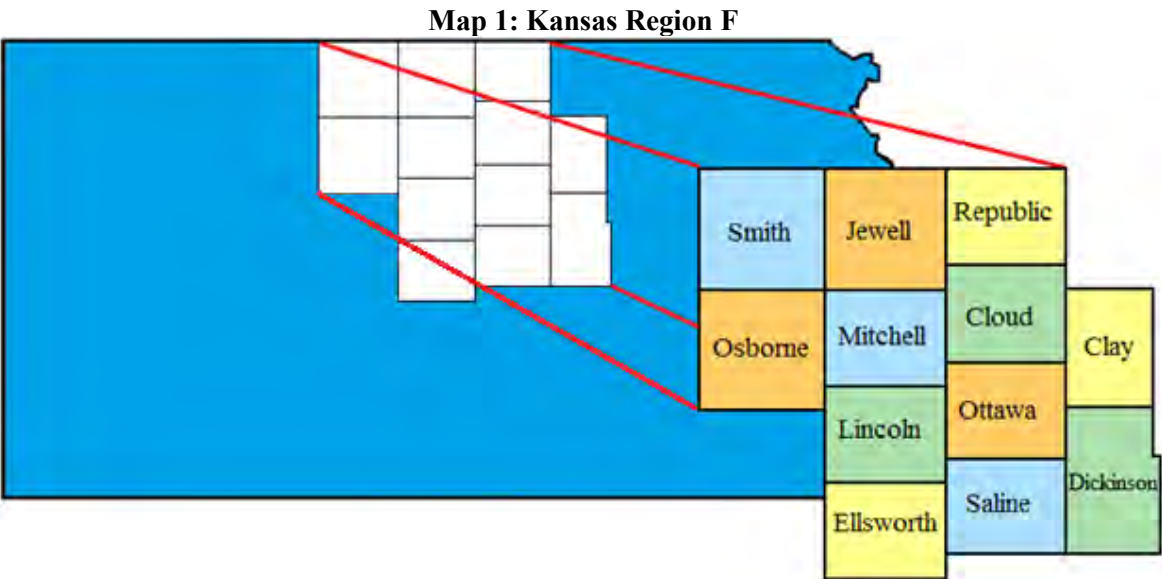 Map 1: Kansas Region F
Smith
Jewell
Republic
Osborne
Mitchell
Cloud
Clay
Lincoln
Ottawa
Dickinson
Ellsworth
Saline